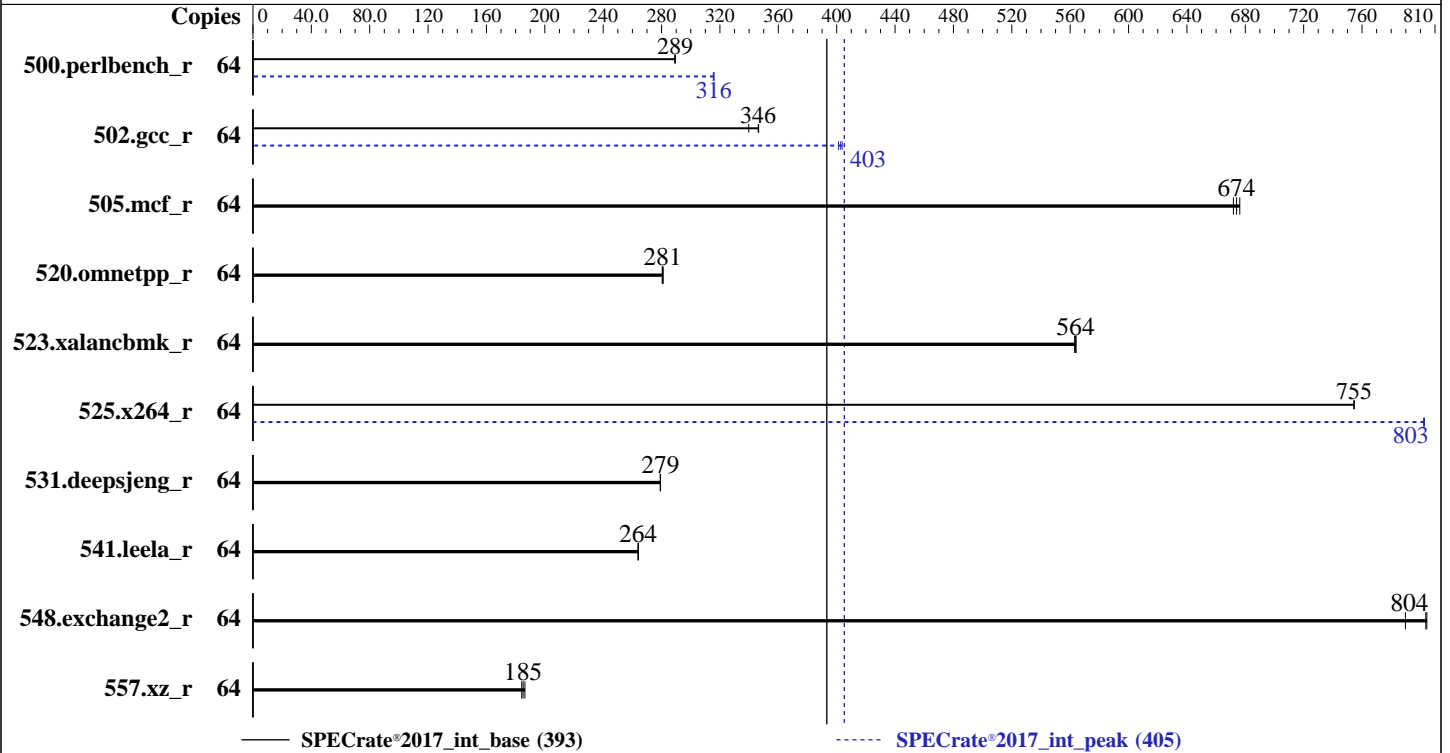 Copies 0 40.0 80.0 120 160 200 240 280 320 360 400 440 480 520 560 600 640 680 720 760 810
500.perlbench_r 64 289
316
502.gcc_r 64 346
403
505.mcf_r 64 674
520.omnetpp_r 64 281
523.xalancbmk_r 64 564
525.x264_r 64 755
803
531.deepsjeng_r 64 279
541.leela_r 64 264
548.exchange2_r 64 804
557.xz_r 64 185
SPECrate®2017_int_base (393) SPECrate®2017_int_peak (405)